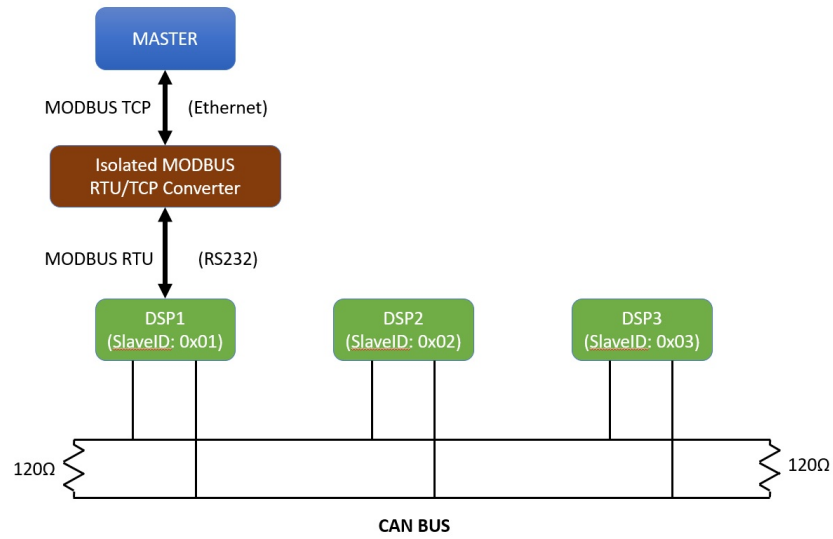 MASTER
MODBUS TCP (Ethernet)
Isolated MODBUS
RTU/TCP Converter
MODBUS RTU (RS232)
DSP1
(SlaveID: 0x01)
DSP2
(SlaveID: 0x02)
DSP3
(SlaveID: 0x03)
120Ω
120Ω
CAN BUS